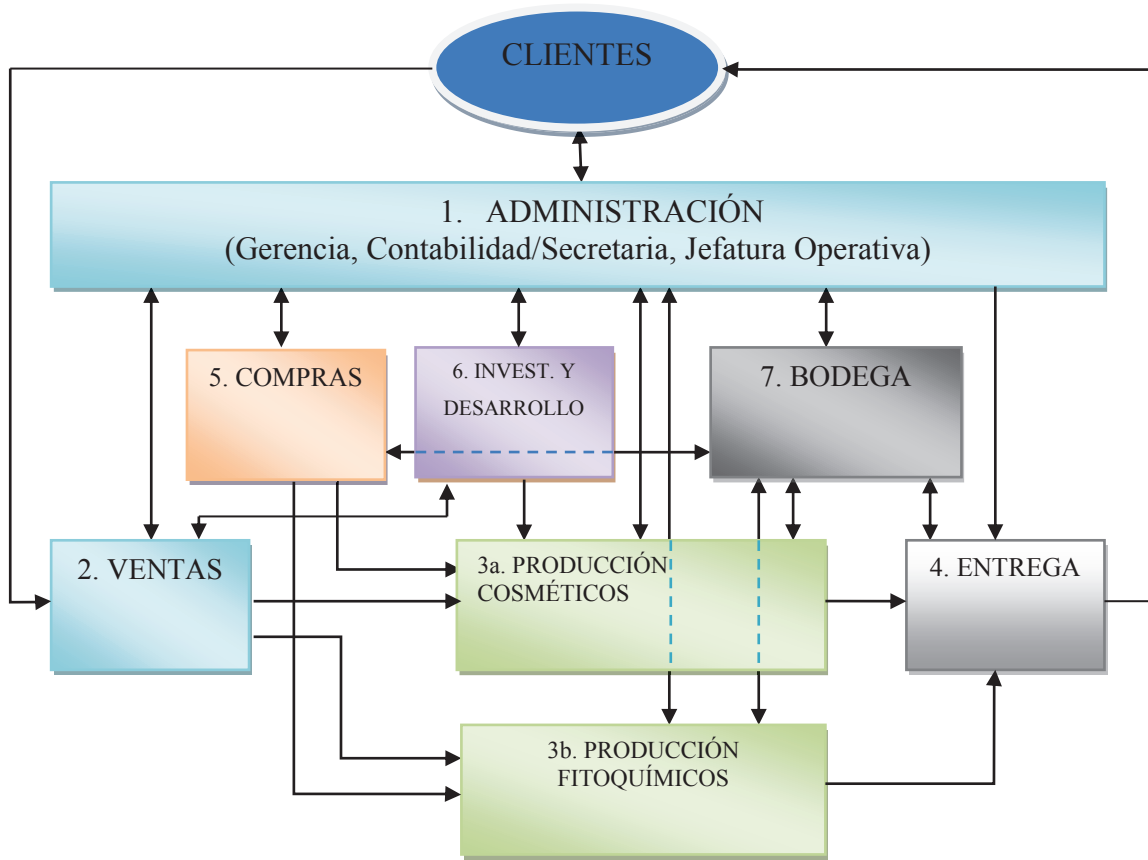 CLIENTES
1. ADMINISTRACIÓN
(Gerencia, Contabilidad/Secretaria, Jefatura Operativa)
5. COMPRAS
6. INVEST. Y
DESARROLLO
7. BODEGA
2. VENTAS
3a. PRODUCCIÓN
COSMÉTICOS
4. ENTREGA
3b. PRODUCCIÓN
FITOQUÍMICOS